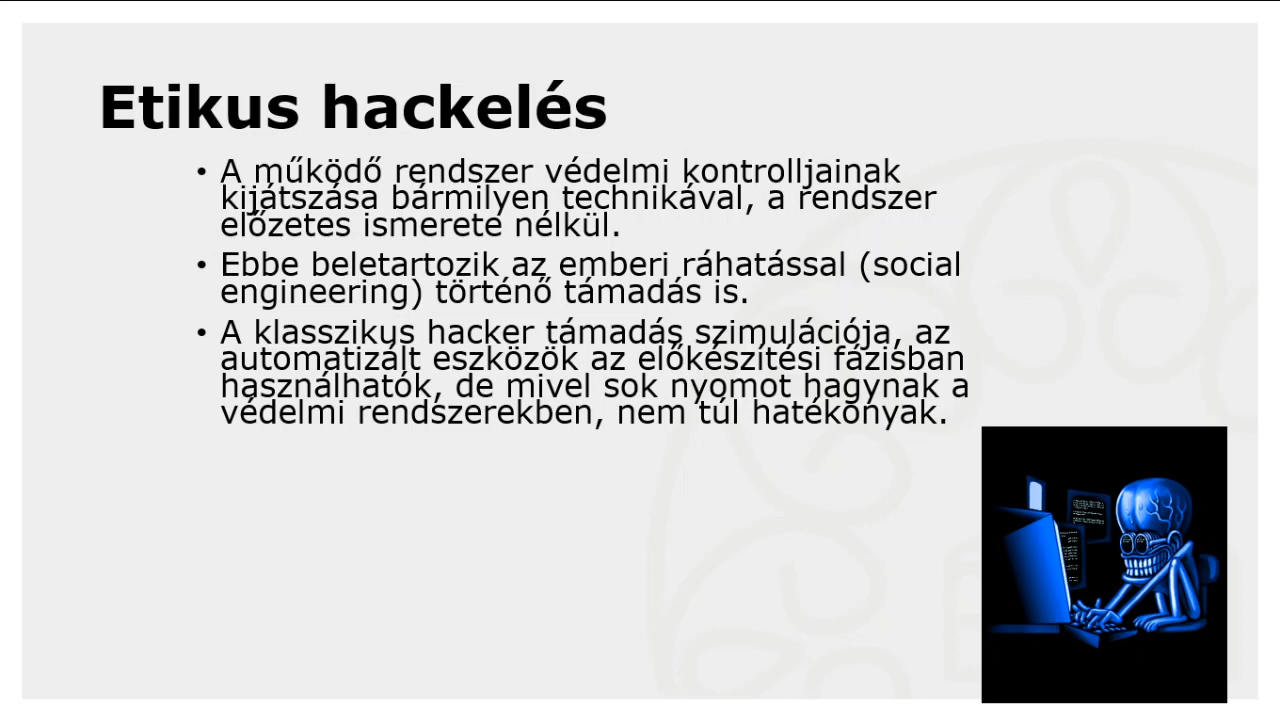 Etikus hackelés
• A működő rendszer védelmi kontrolljainak
kijátszása bármilyen technikával, a rendszer
előzetes ismerete nélkül.
• Ebbe beletartozik az emberi ráhatással (social
engineering) történő támadás is.
• A klasszikus hacker támadás szimulációja, az
automatizált eszközök az előkészítési fázisban
használhatók, de mivel sok nyomot hagynak a
védelmi rendszerekben, nem túl hatékonyak.